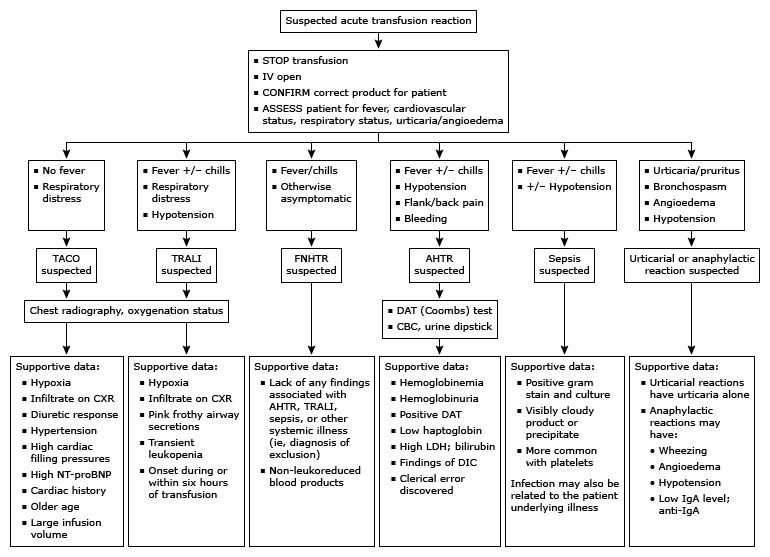 Suspected acute transfusion reaction
▪ STOP transfusion
▪ IV open
▪ CONFIRM correct product for patient
▪ ASSESS patient for fever, cardiovascular
status, respiratory status, urticaria/angioedema
▪ No fever
▪ Respiratory
distress
▪ Fever +/– chills
▪ Respiratory
distress
▪ Hypotension
▪ Fever/chills
▪ Otherwise
asymptomatic
▪ Fever +/– chills
▪ Hypotension
▪ Flank/back pain
▪ Bleeding
▪ Fever +/– chills
▪ +/– Hypotension
▪ Urticaria/pruritus
▪ Bronchospasm
▪ Angioedema
▪ Hypotension
TACO
suspected
TRALI
suspected
FNHTR
suspected
AHTR
suspected
Sepsis
suspected
Urticarial or anaphylactic
reaction suspected
Chest radiography, oxygenation status
▪ DAT (Coombs) test
▪ CBC, urine dipstick
Supportive data:
▪ Hypoxia
▪ Infiltrate on CXR
▪ Diuretic response
▪ Hypertension
▪ High cardiac
filling pressures
▪ High NT-proBNP
▪ Cardiac history
▪ Older age
▪ Large infusion
volume
Supportive data:
▪ Hypoxia
▪ Infiltrate on CXR
▪ Pink frothy airway
secretions
▪ Transient
leukopenia
▪ Onset during or
within six hours
of transfusion
Supportive data:
▪ Lack of any findings
associated with
AHTR, TRALI,
sepsis, or other
systemic illness
(ie, diagnosis of
exclusion)
▪ Non-leukoreduced
blood products
Supportive data:
▪ Hemoglobinemia
▪ Hemoglobinuria
▪ Positive DAT
▪ Low haptoglobin
▪ High LDH; bilirubin
▪ Findings of DIC
▪ Clerical error
discovered
Supportive data:
▪ Positive gram
stain and culture
▪ Visibly cloudy
product or
precipitate
▪ More common
with platelets
Infection may also be
related to the patient
underlying illness
Supportive data:
▪ Urticarial reactions
have urticaria alone
▪ Anaphylactic
reactions may
have:
• Wheezing
• Angioedema
• Hypotension
• Low IgA level;
anti-IgA